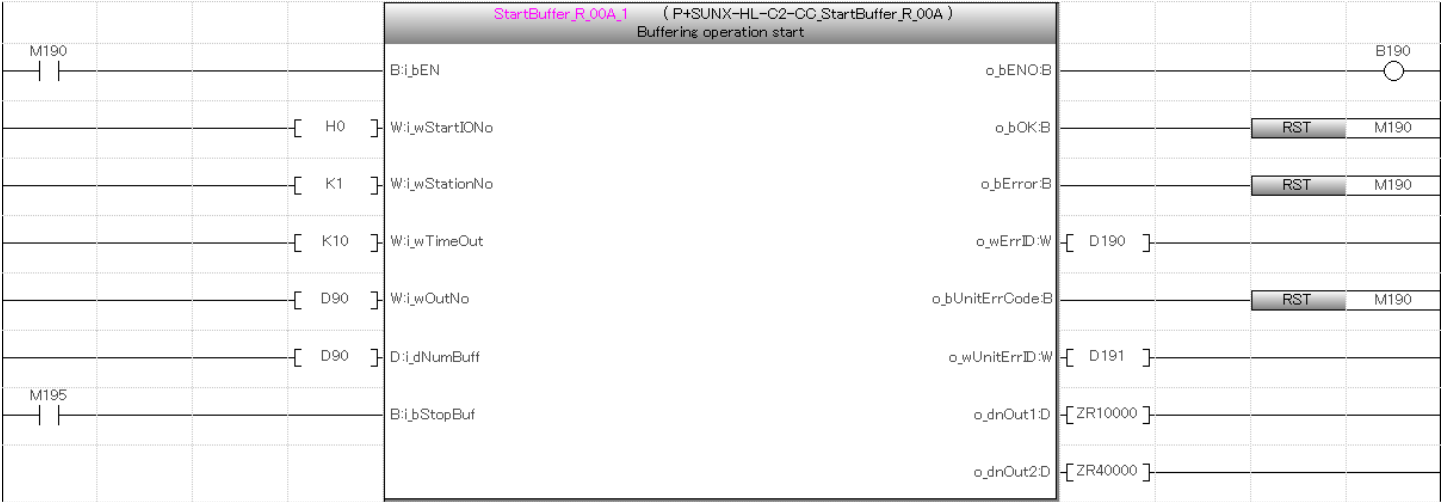 StartBuffer_R_00A_1 (P+SUNX-HL-C2-CC_StartBuffer_R_00A)
Buffering operation start
M190 B190
B:i_bEN o_bENO:B
H0 W:i_wStartIONo o_bOK:B RST M190
K1 W:i_wStationNo o_bError:B RST M190
K10 W:i_wTimeOut o_wErrID:W D190
D90 W:i_wOutNo o_bUnitErrCode:B RST M190
D90 D:i_dNumBuff o_wUnitErrID:W D191
M195
B:i_bStopBuf o_dnOut1:D ZR10000
o_dnOut2:D ZR40000